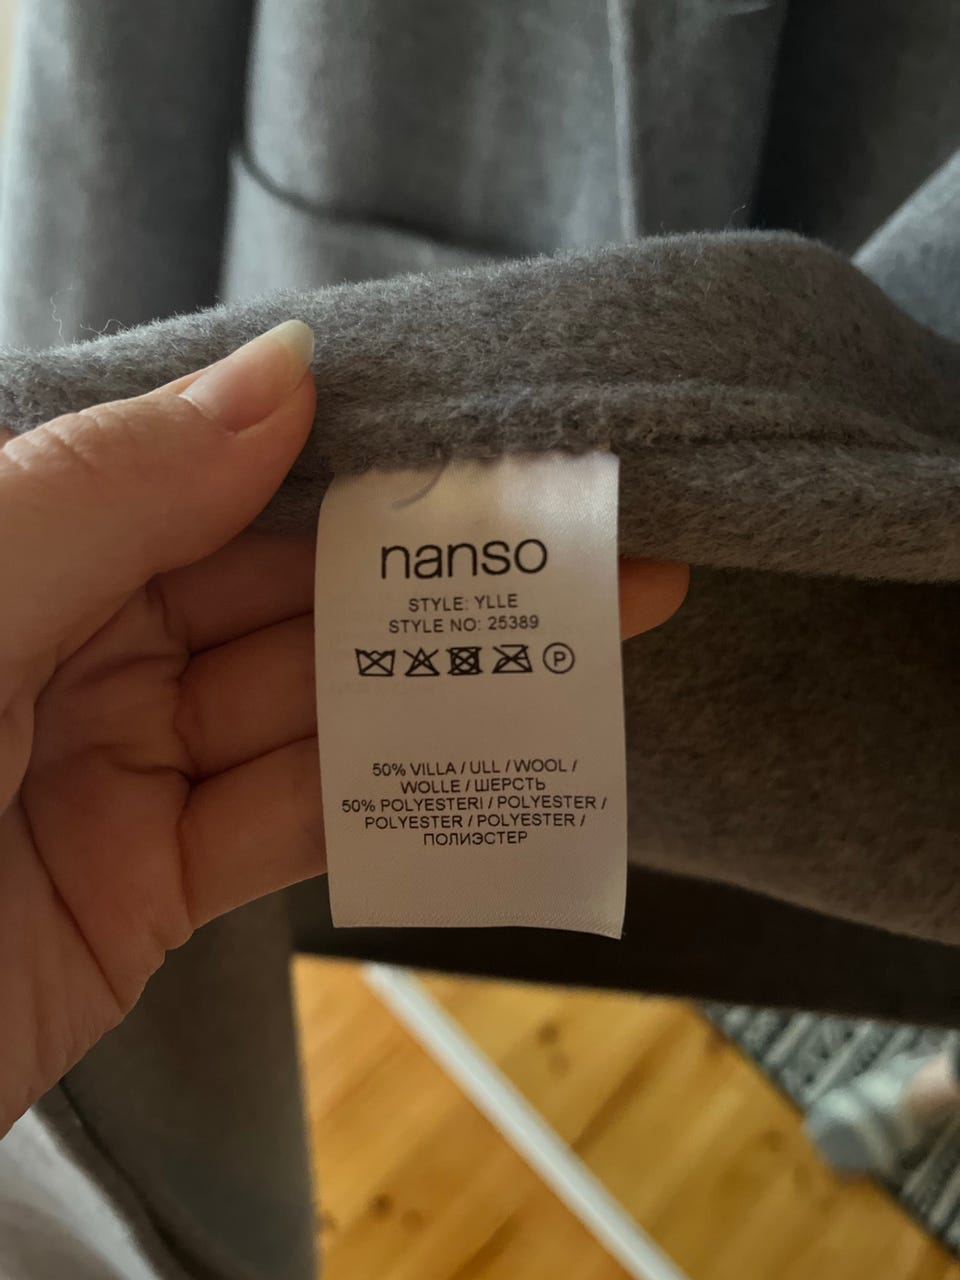 nanso
STYLE: YLLE
STYLE NO: 25389
P
50% VILLA / ULL / WOOL /
WOLLE / ШЕРСТЬ
50% POLYESTERI / POLYESTER /
POLYESTER / POLYESTER /
ПОЛИЭСТЕР